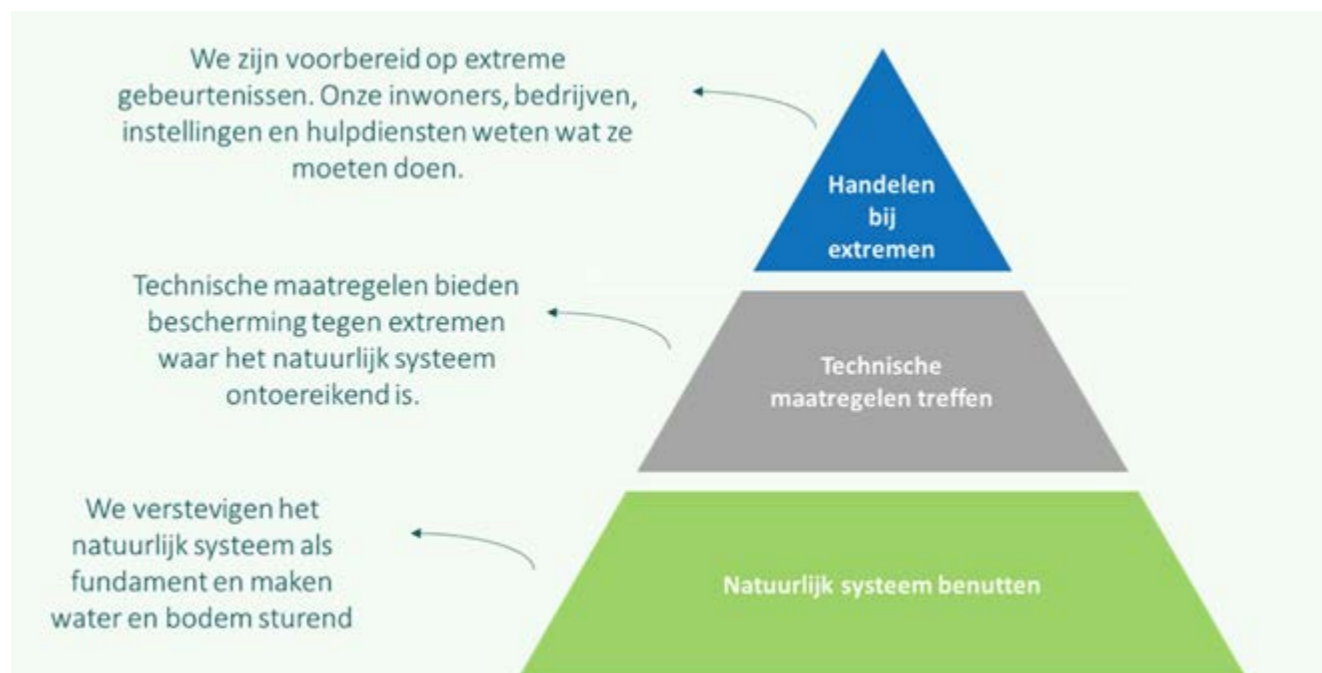 We zijn voorbereid op extreme
gebeurtenissen. Onze inwoners, bedrijven,
instellingen en hulpdiensten weten wat ze
moeten doen.
Handelen
bij
extremen
Technische maatregelen bieden
bescherming tegen extremen
waar het natuurlijk systeem
ontoereikend is.
Technische
maatregelen treffen
We verstevigen het
natuurlijk systeem als
fundament en maken
water en bodem sturend
Natuurlijk systeem benutten